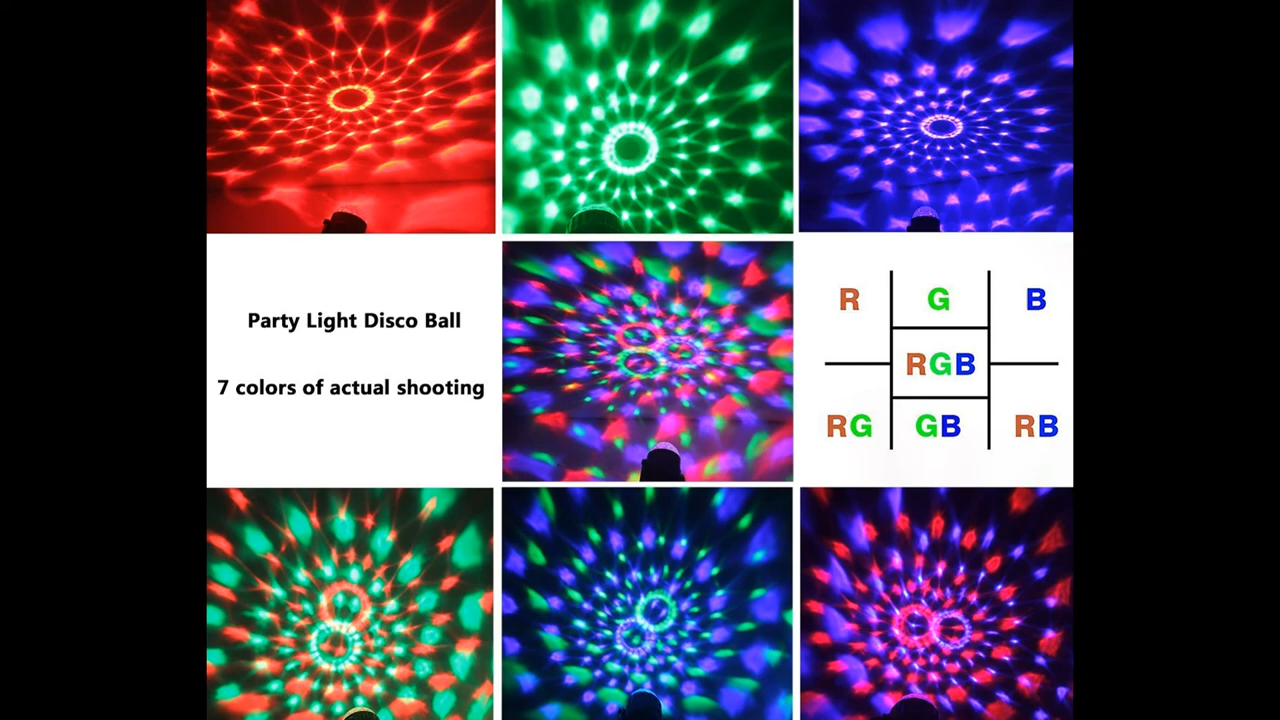 Party Light Disco Ball
7 colors of actual shooting
R G B
RGB
RG GB RB